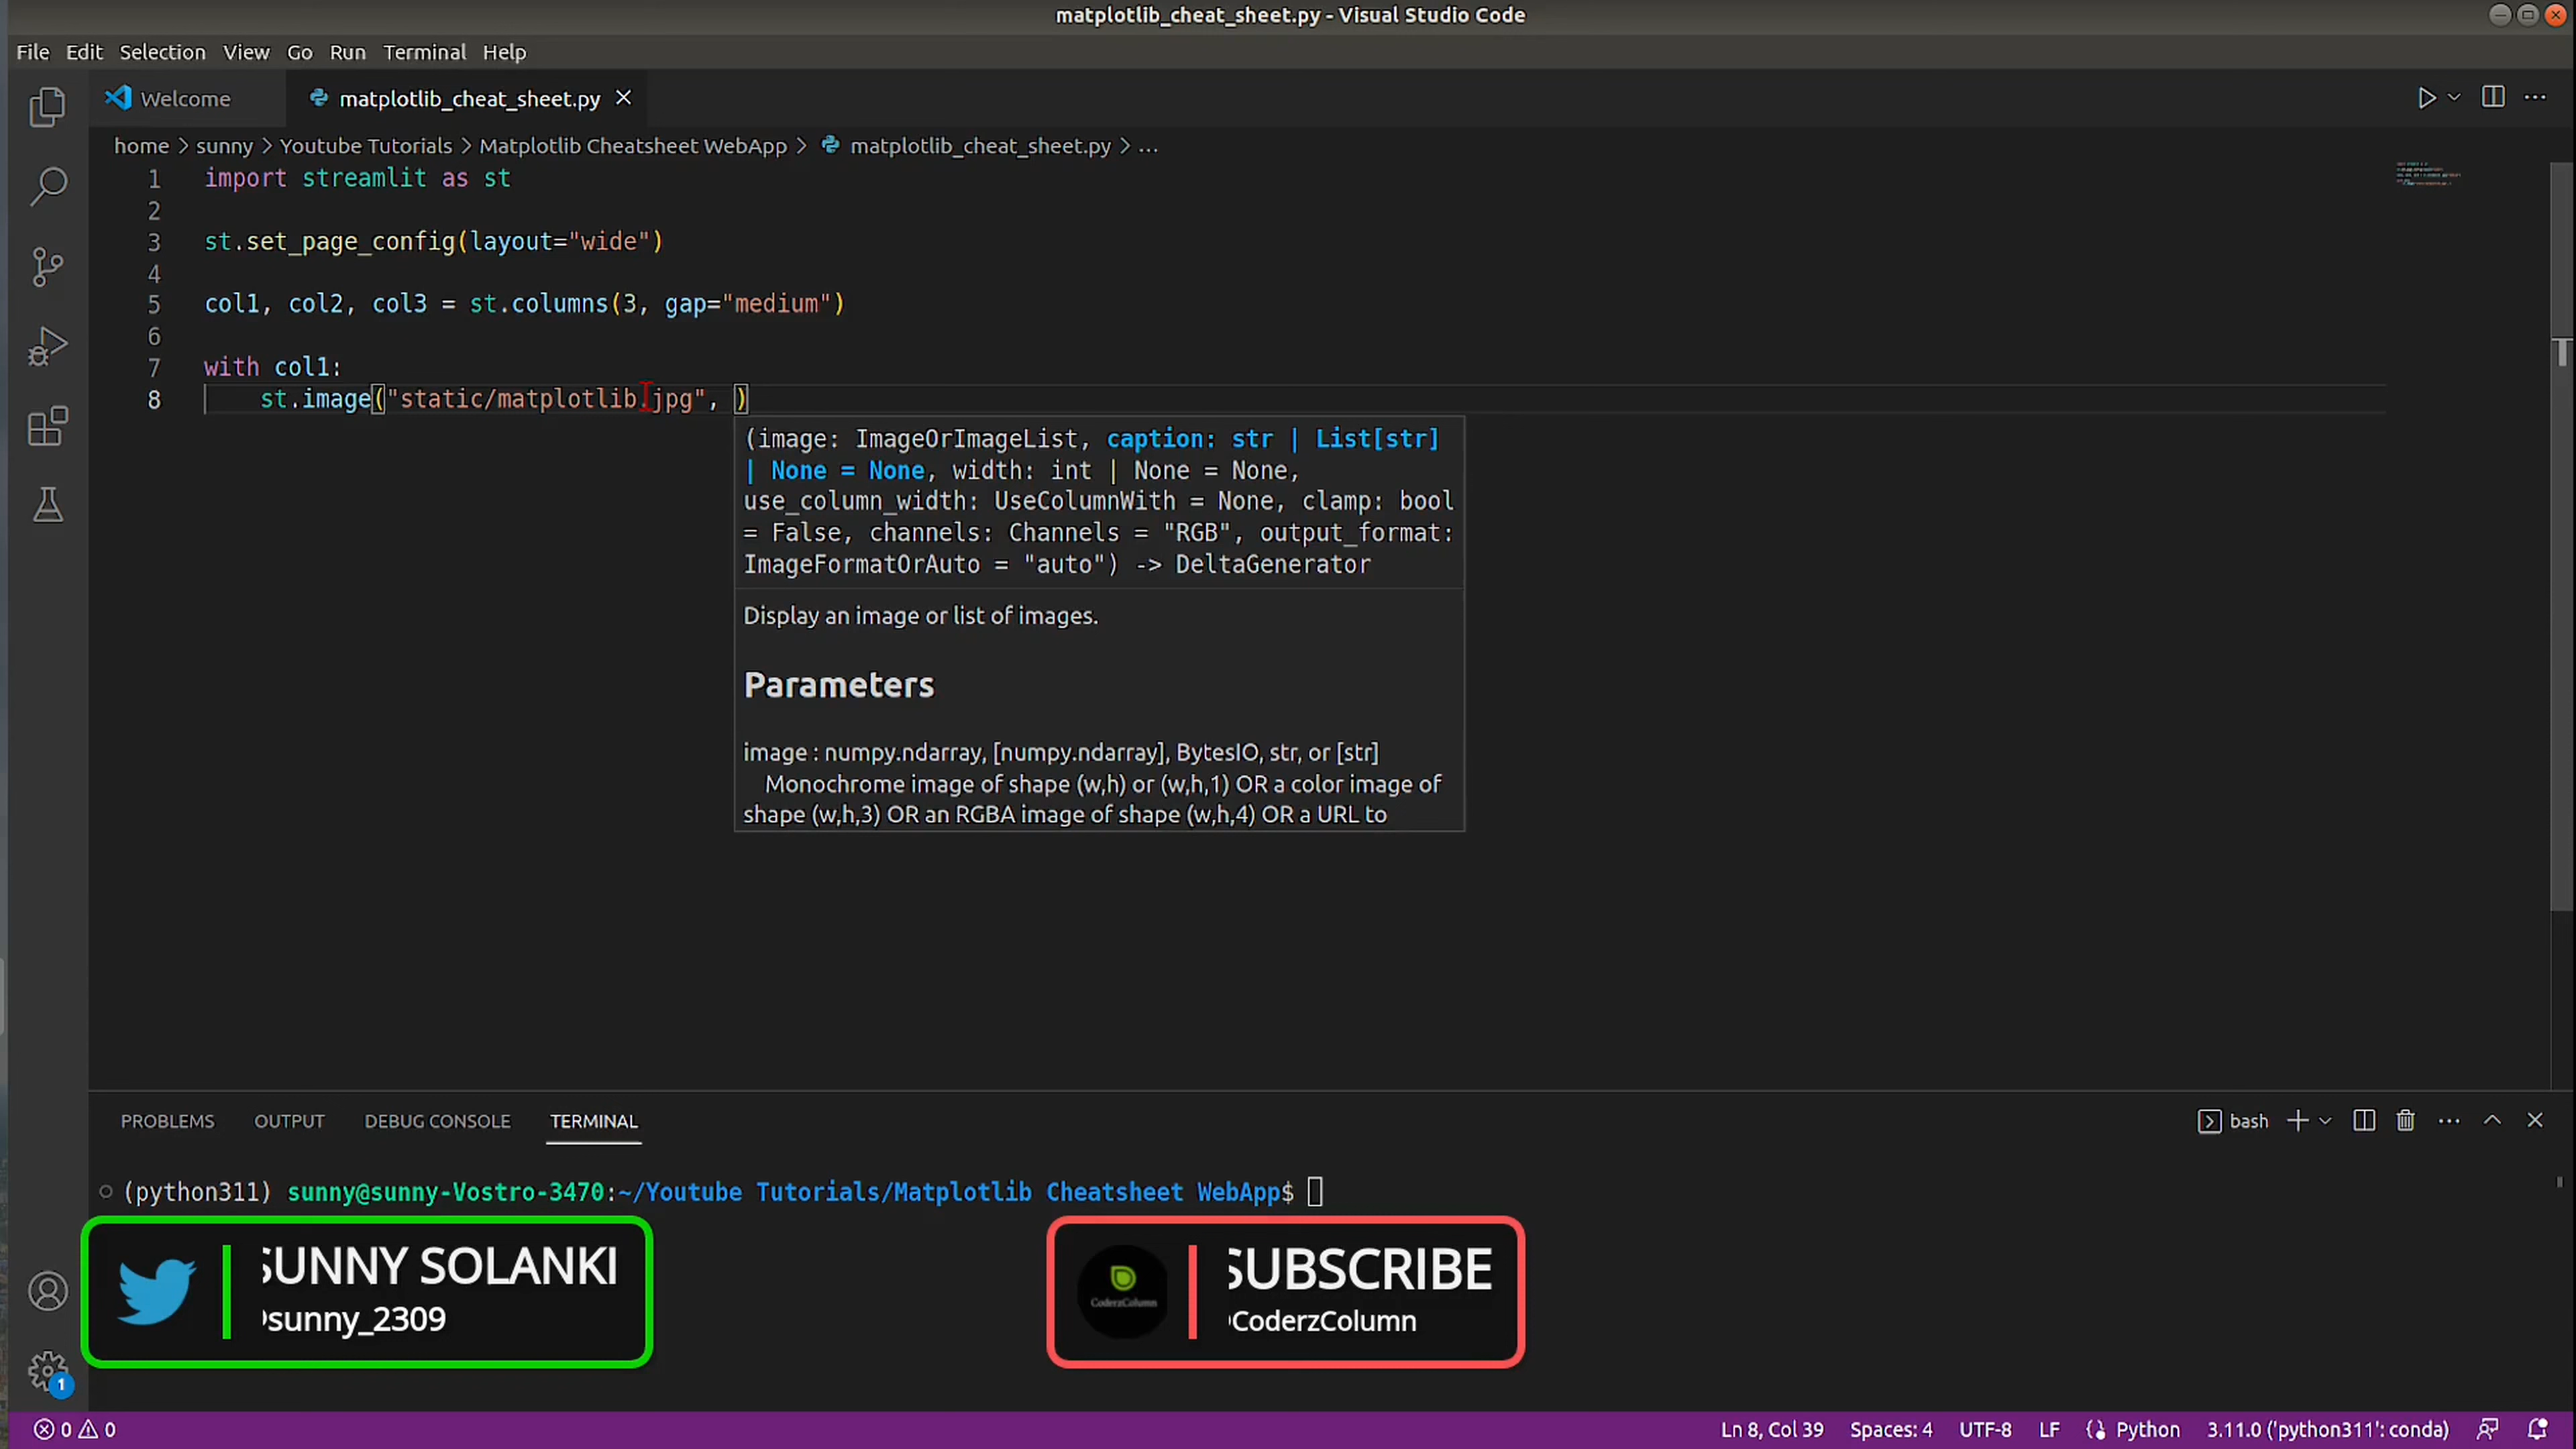 matplotlib_cheat_sheet.py - Visual Studio Code
File Edit Selection View Go Run Terminal Help
Welcome
matplotlib_cheat_sheet.py
home > sunny > Youtube Tutorials > Matplotlib Cheatsheet WebApp > matplotlib_cheat_sheet.py > ...
1 import streamlit as st
2
3 st.set_page_config(layout="wide")
4
5 col1, col2, col3 = st.columns(3, gap="medium")
6
7 with col1:
8 st.image("static/matplotlib.jpg", )
(image: ImageOrImageList, caption: str | List[str]
| None = None, width: int | None = None,
use_column_width: UseColumnWith = None, clamp: bool
= False, channels: Channels = "RGB", output_format:
ImageFormatOrAuto = "auto") -> DeltaGenerator
Display an image or list of images.
Parameters
image : numpy.ndarray, [numpy.ndarray], BytesIO, str, or [str]
Monochrome image of shape (w,h) or (w,h,1) OR a color image of
shape (w,h,3) OR an RGBA image of shape (w,h,4) OR a URL to
PROBLEMS OUTPUT DEBUG CONSOLE TERMINAL
bash
(python311) sunny@sunny-Vostro-3470:~/Youtube Tutorials/Matplotlib Cheatsheet WebApp$
SUNNY SOLANKI
@sunny_2309
CoderzColumn
SUBSCRIBE
@CoderzColumn
1
0 0
Ln 8, Col 39 Spaces: 4 UTF-8 LF Python 3.11.0 ('python311': conda)